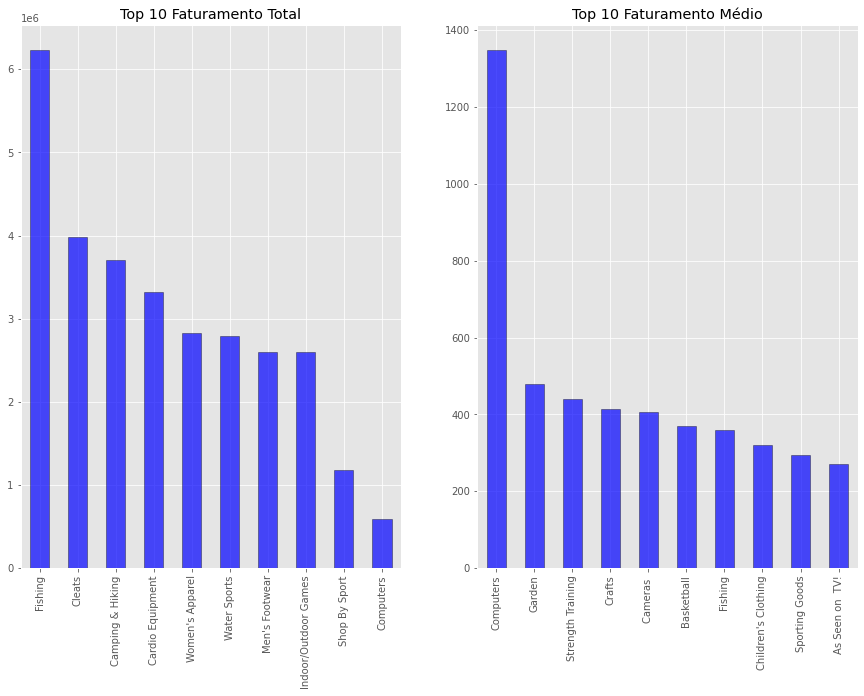 Top 10 Faturamento Total
1e6
6
5
4
3
2
1
0
Fishing
Cleats
Camping & Hiking
Cardio Equipment
Women's Apparel
Water Sports
Men's Footwear
Indoor/Outdoor Games
Shop By Sport
Computers
Top 10 Faturamento Médio
1400
1200
1000
800
600
400
200
0
Computers
Garden
Strength Training
Crafts
Cameras
Basketball
Fishing
Children's Clothing
Sporting Goods
As Seen on  TV!